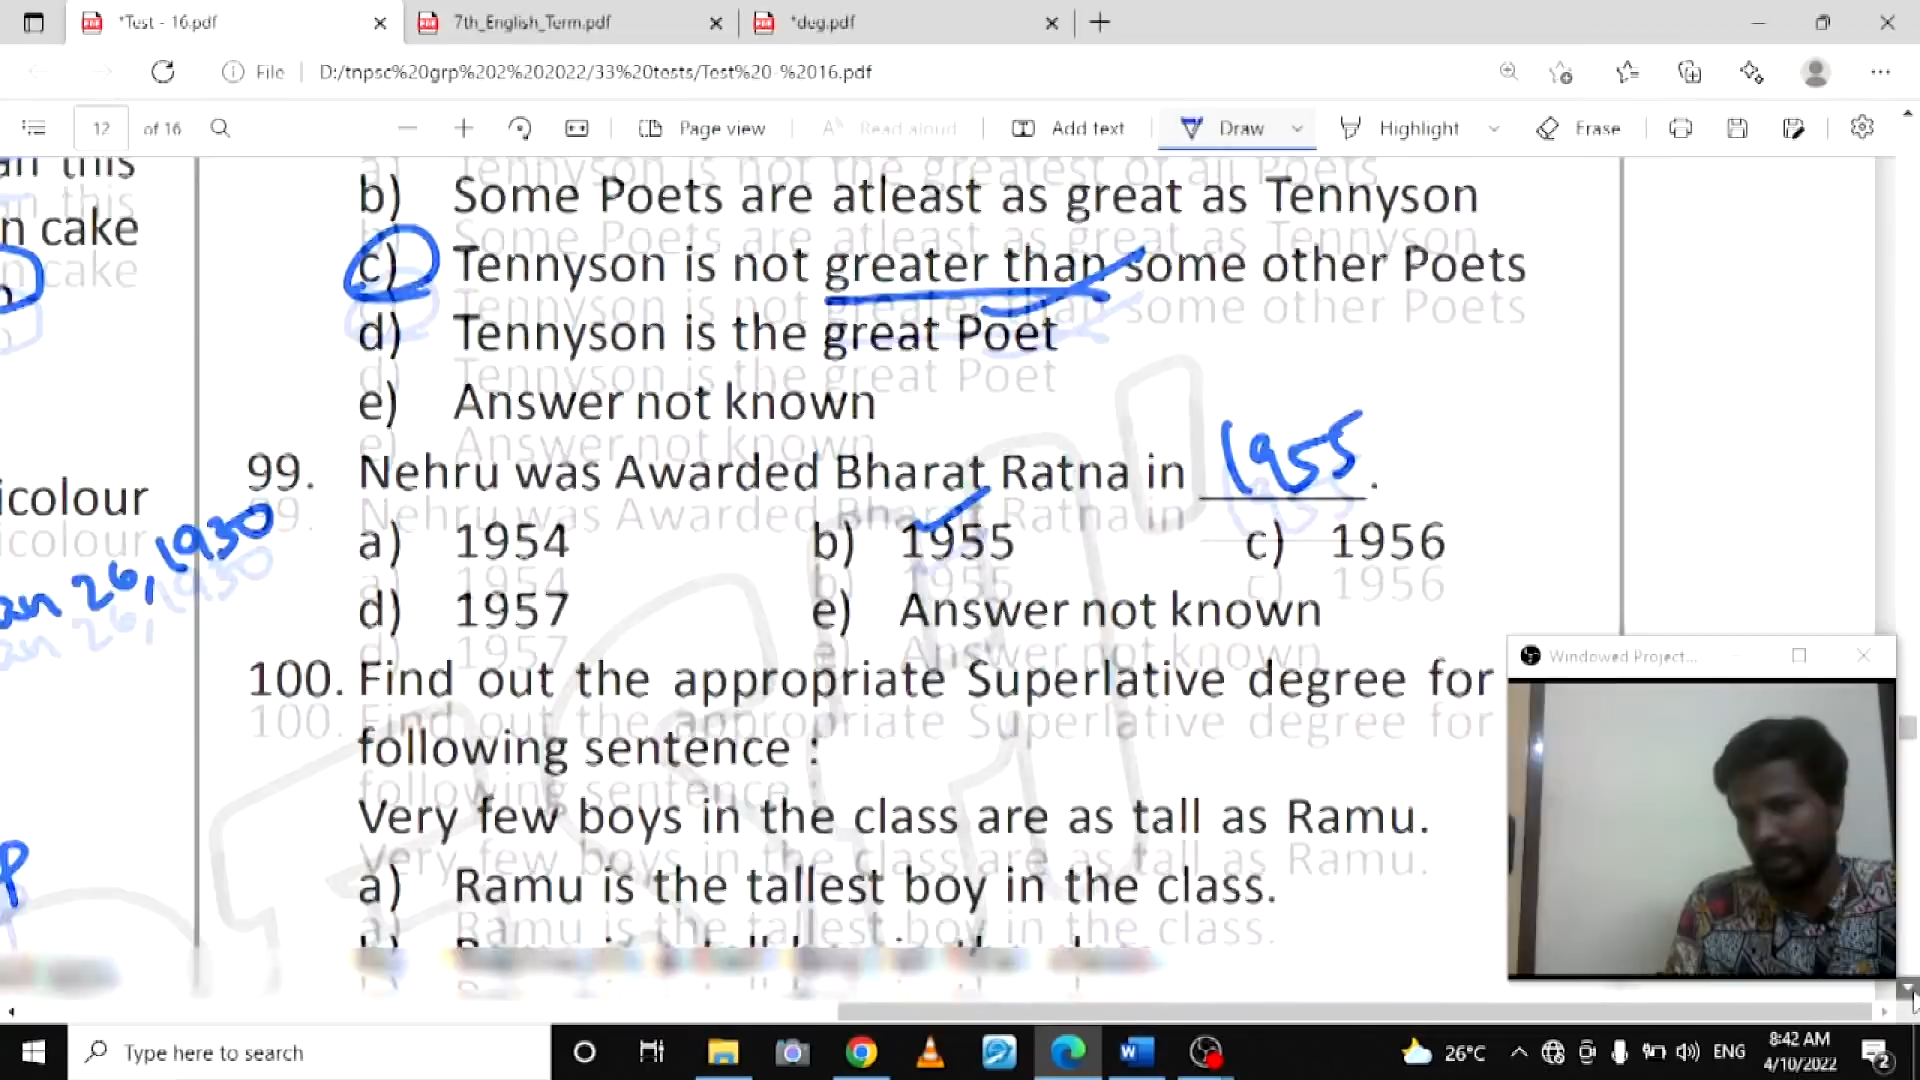 *Test - 16.pdf
7th_English_Term.pdf
*deg.pdf
File
D:/tnpsc%20grp%202%202022/33%20tests/Test%20-%2016.pdf
12 of 16
Page view
Read aloud
Add text
Draw
Highlight
Erase
an this
n cake
icolour
an 26, 1930
P
b) Some Poets are atleast as great as Tennyson
c) Tennyson is not greater than some other Poets
d) Tennyson is the great Poet
e) Answer not known
99. Nehru was Awarded Bharat Ratna in 1955.
a) 1954 b) 1955 c) 1956
d) 1957 e) Answer not known
100. Find out the appropriate Superlative degree for
following sentence :
Very few boys in the class are as tall as Ramu.
a) Ramu is the tallest boy in the class.
Windowed Project...
Type here to search
26°C
ENG
8:42 AM
4/10/2022
2